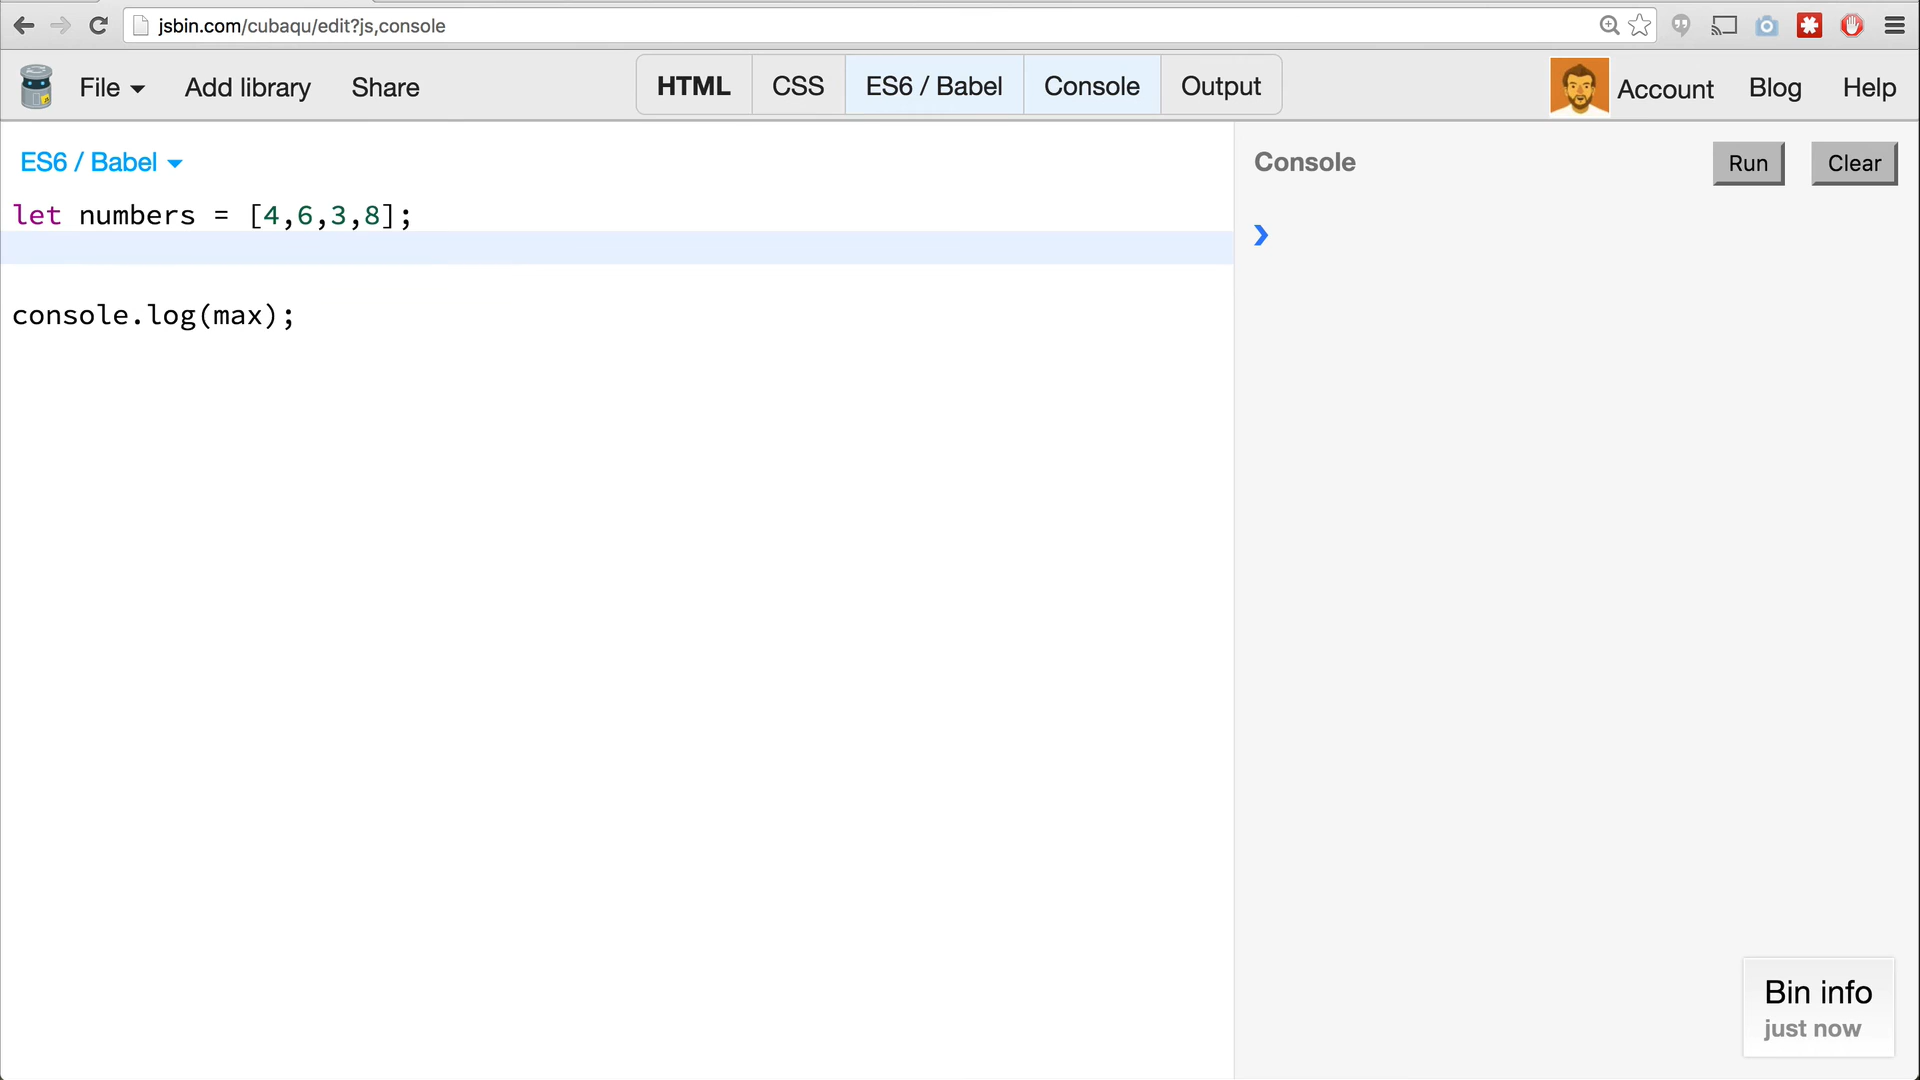 jsbin.com/cubaqu/edit?js,console
File Add library Share HTML CSS ES6 / Babel Console Output Account Blog Help
ES6 / Babel
Console Run Clear
let numbers = [4,6,3,8];
console.log(max);
Bin info
just now